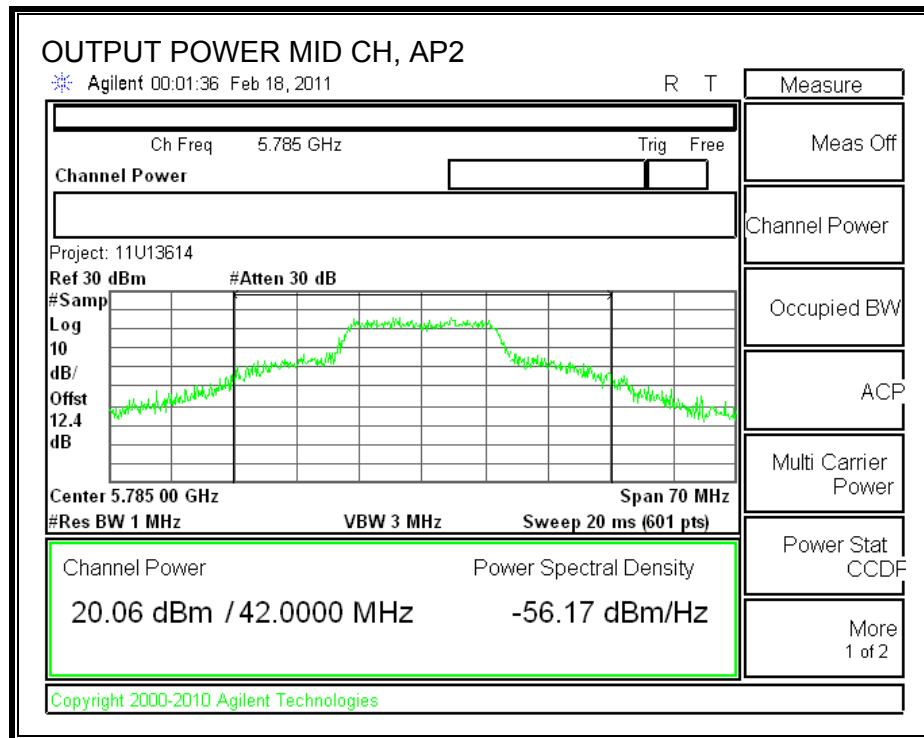 OUTPUT POWER MID CH, AP2
Agilent 00:01:36 Feb 18, 2011 R T
Measure
Ch Freq 5.785 GHz Trig Free
Meas Off
Channel Power
Channel Power
Project: 11U13614
Ref 30 dBm #Atten 30 dB
#Samp
Log
10
dB/
Offst
12.4
dB
Occupied BW
ACP
Multi Carrier
Power
Center 5.785 00 GHz Span 70 MHz
#Res BW 1 MHz VBW 3 MHz Sweep 20 ms (601 pts)
Power Stat
CCDF
Channel Power Power Spectral Density
20.06 dBm / 42.0000 MHz -56.17 dBm/Hz
More
1 of 2
Copyright 2000-2010 Agilent Technologies